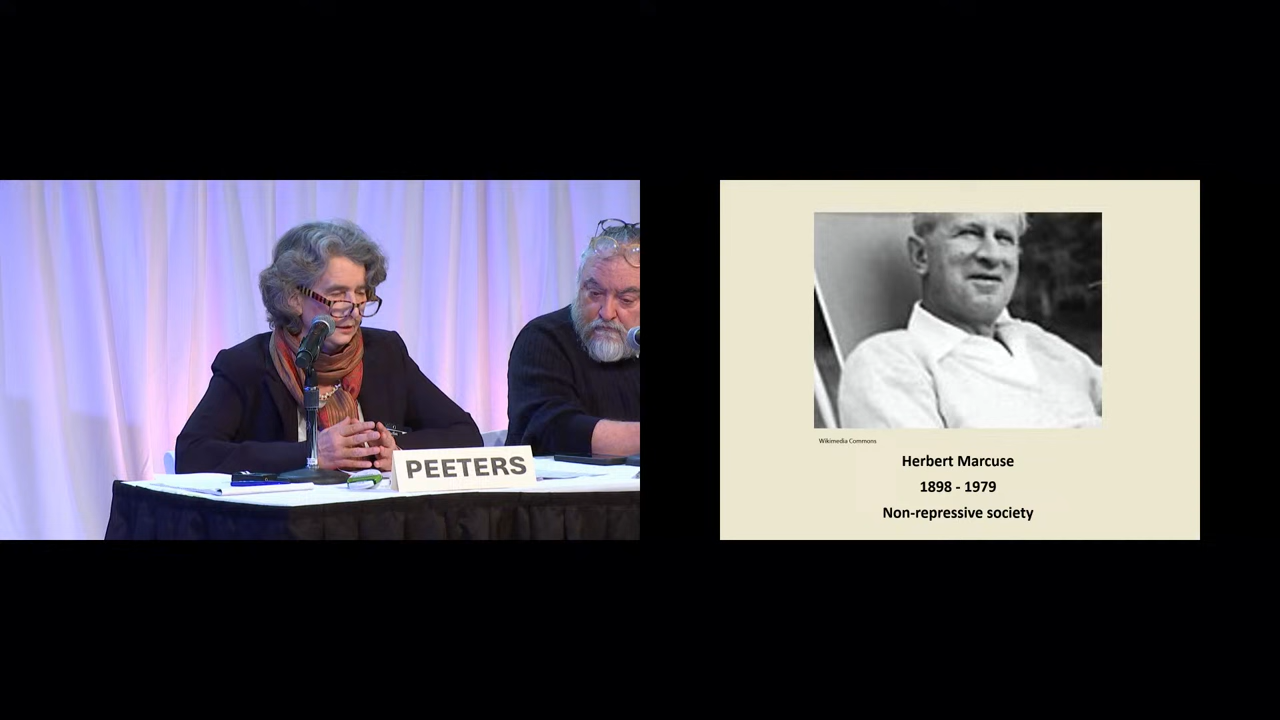 PEETERS
Wikimedia Commons
Herbert Marcuse
1898 - 1979
Non-repressive society